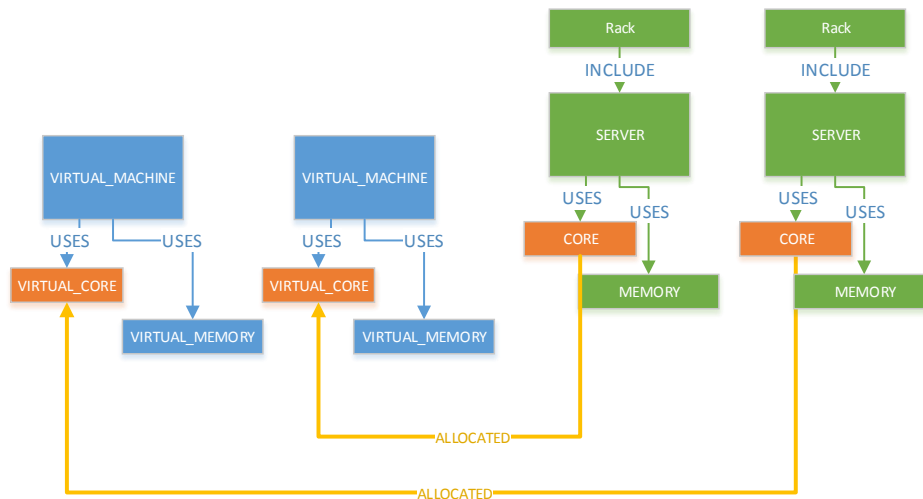 Rack
Rack
INCLUDE
INCLUDE
SERVER
SERVER
VIRTUAL_MACHINE
VIRTUAL_MACHINE
USES
USES
USES
USES
USES
USES
USES
USES
CORE
CORE
VIRTUAL_CORE
VIRTUAL_CORE
MEMORY
MEMORY
VIRTUAL_MEMORY
VIRTUAL_MEMORY
ALLOCATED
ALLOCATED